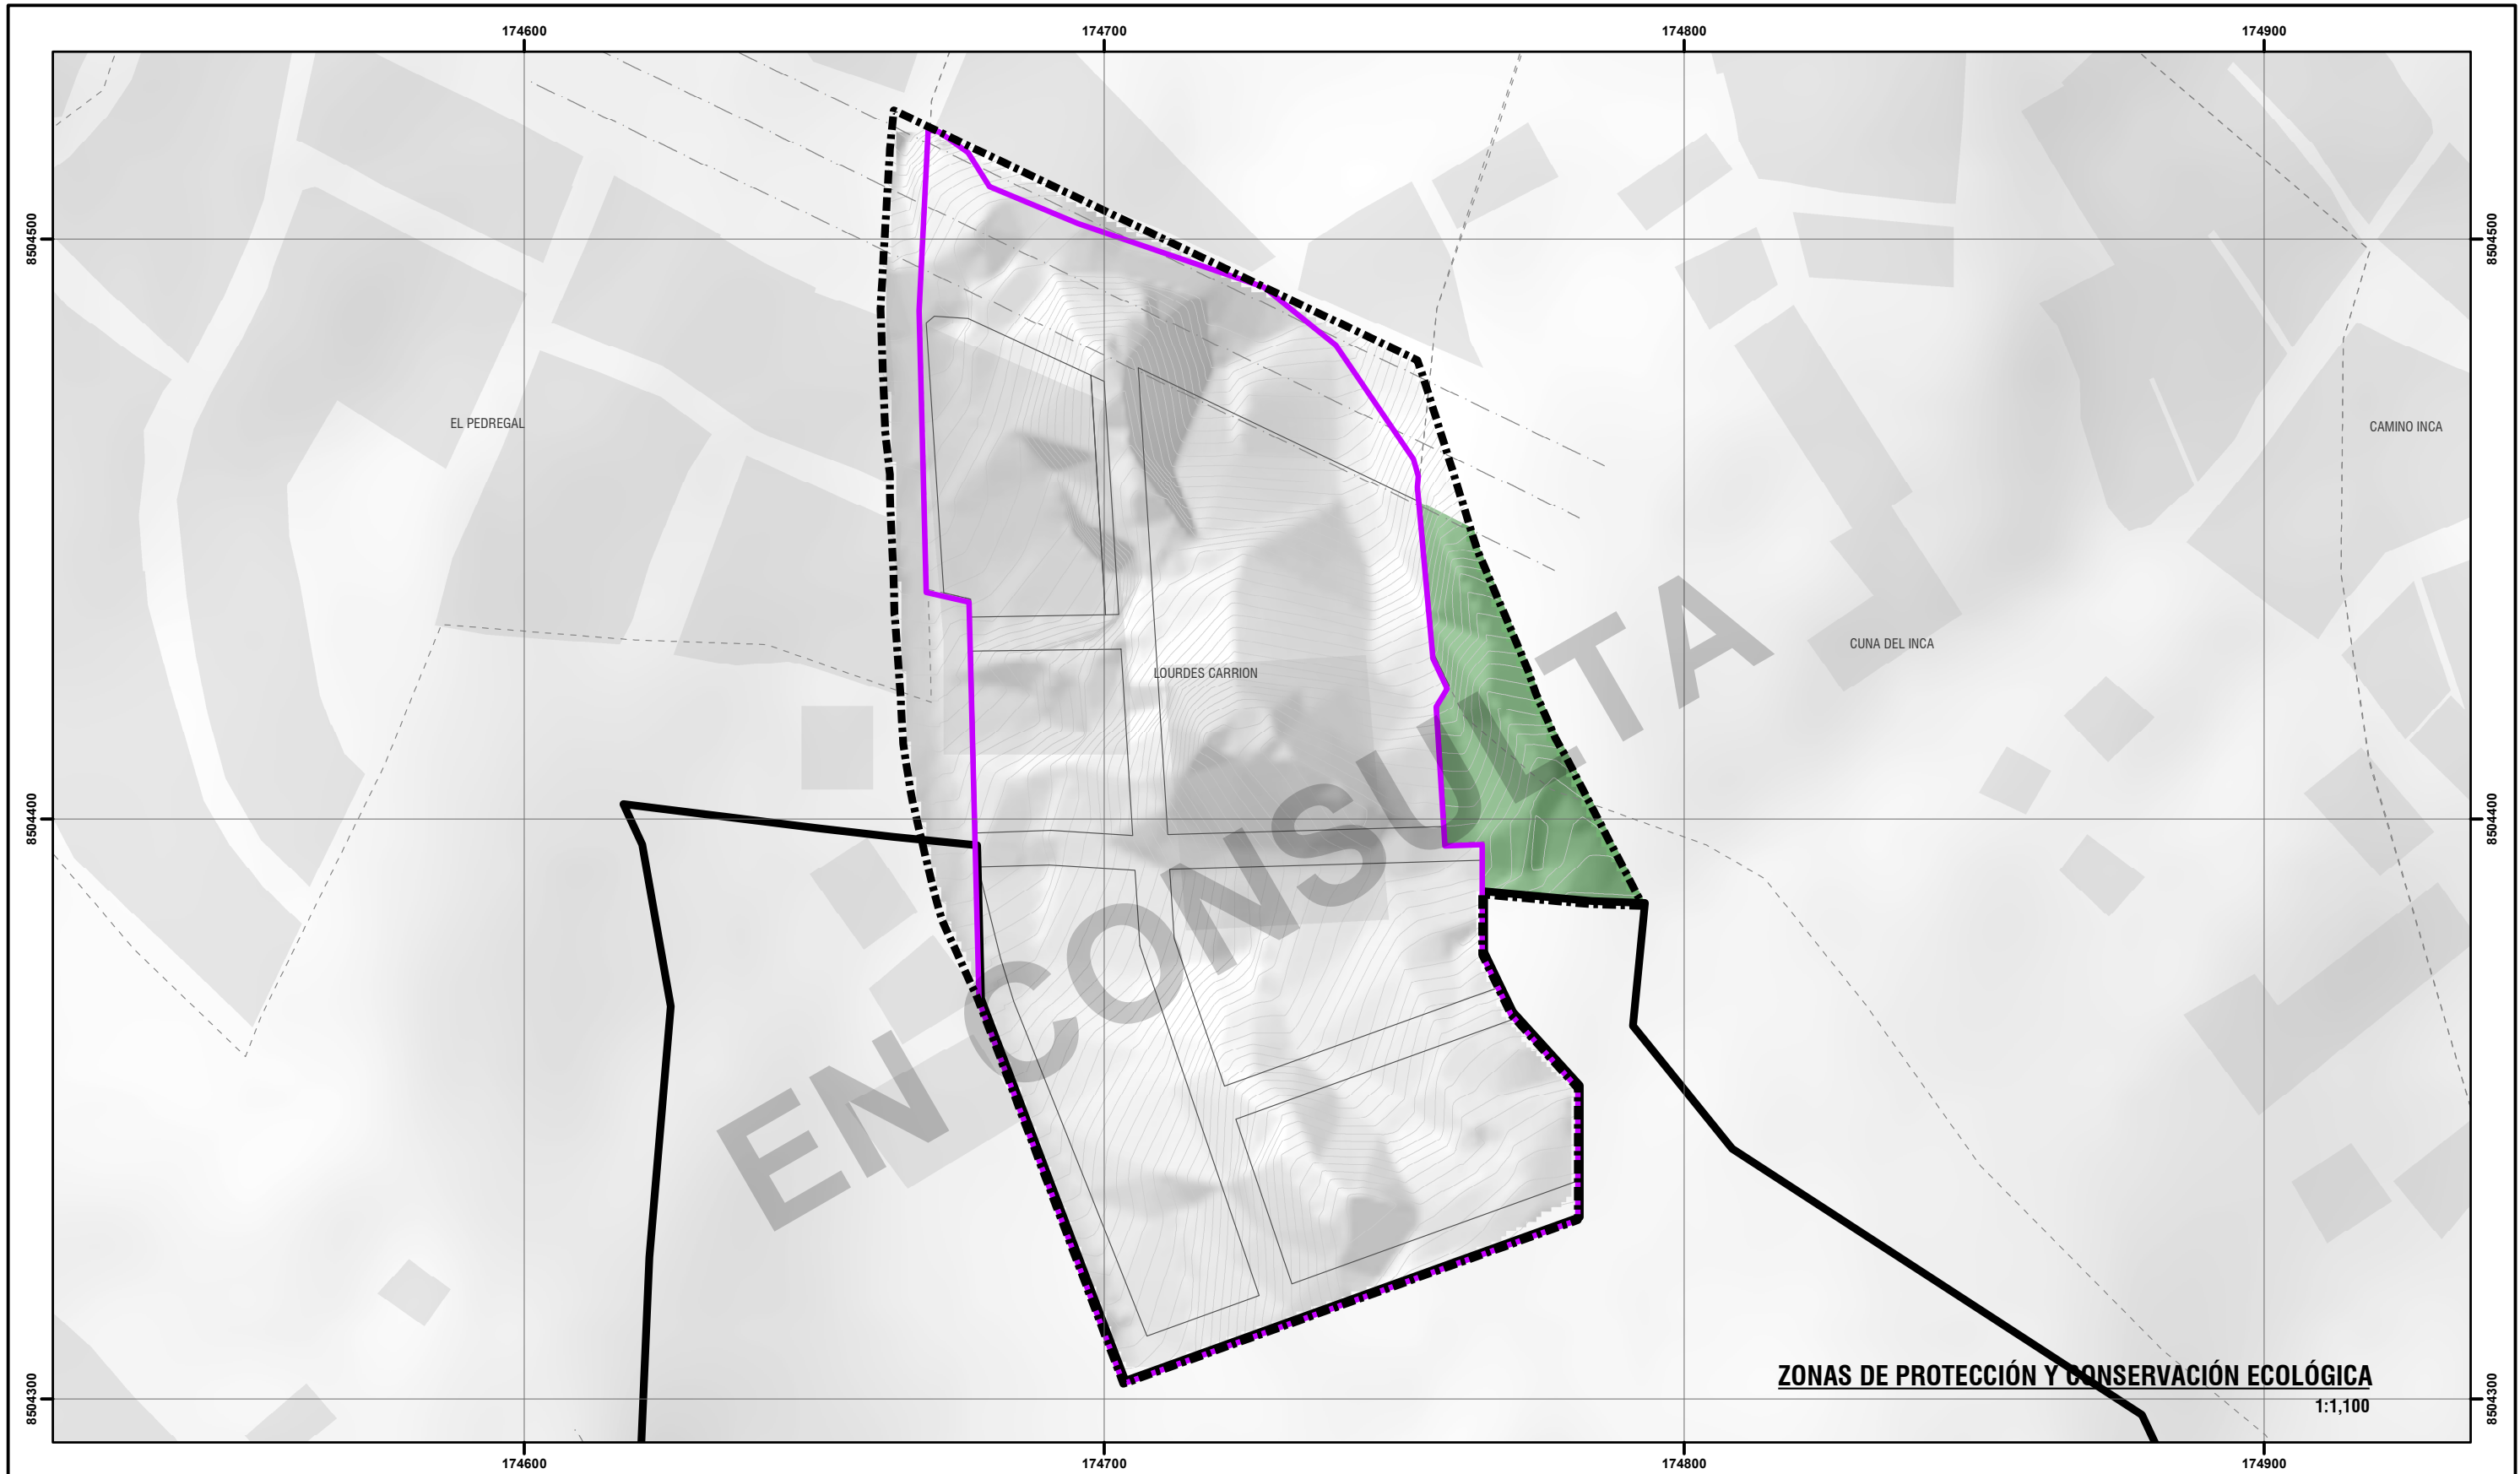 174600
174700
174800
174900
8504500
8504500
EL PEDREGAL
CAMINO INCA
CUNA DEL INCA
LOURDES CARRION
8504400
8504400
EN CONSULTA
ZONAS DE PROTECCIÓN Y CONSERVACIÓN ECOLÓGICA
1:1,100
8504300
8504300
174600
174700
174800
174900